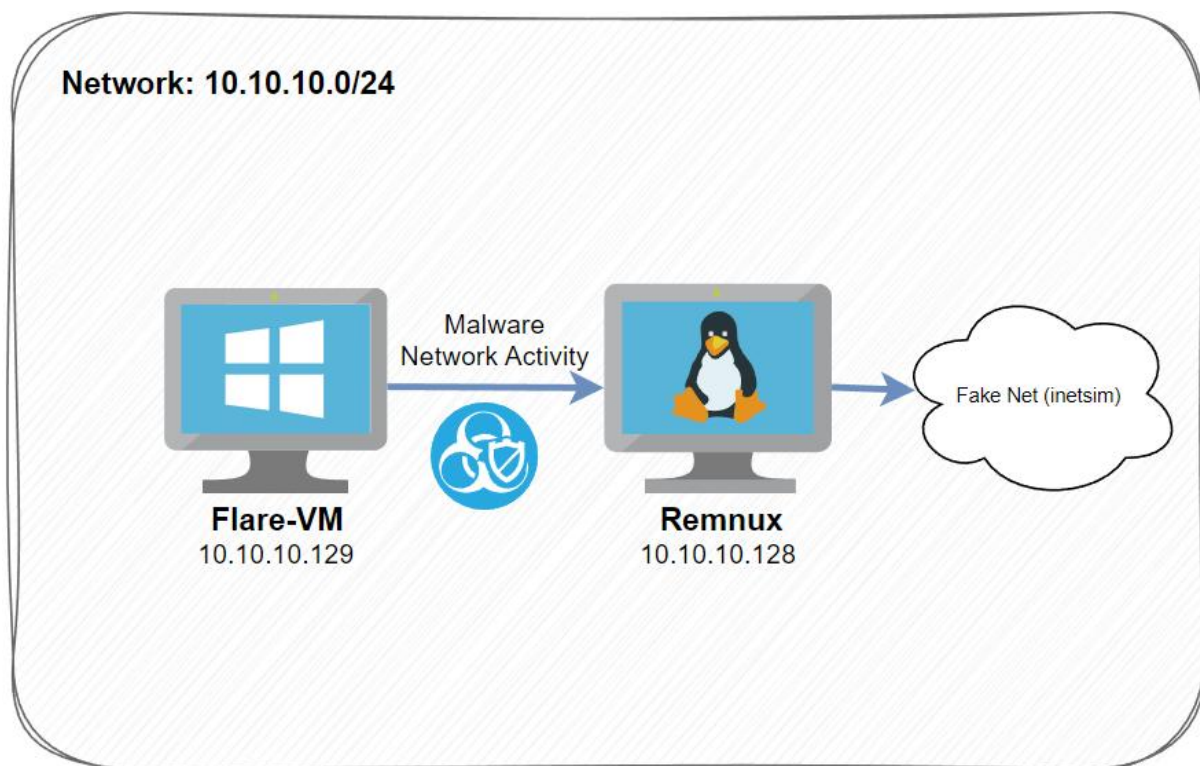 Network: 10.10.10.0/24
Malware
Network Activity
Fake Net (inetsim)
Flare-VM
10.10.10.129
Remnux
10.10.10.128